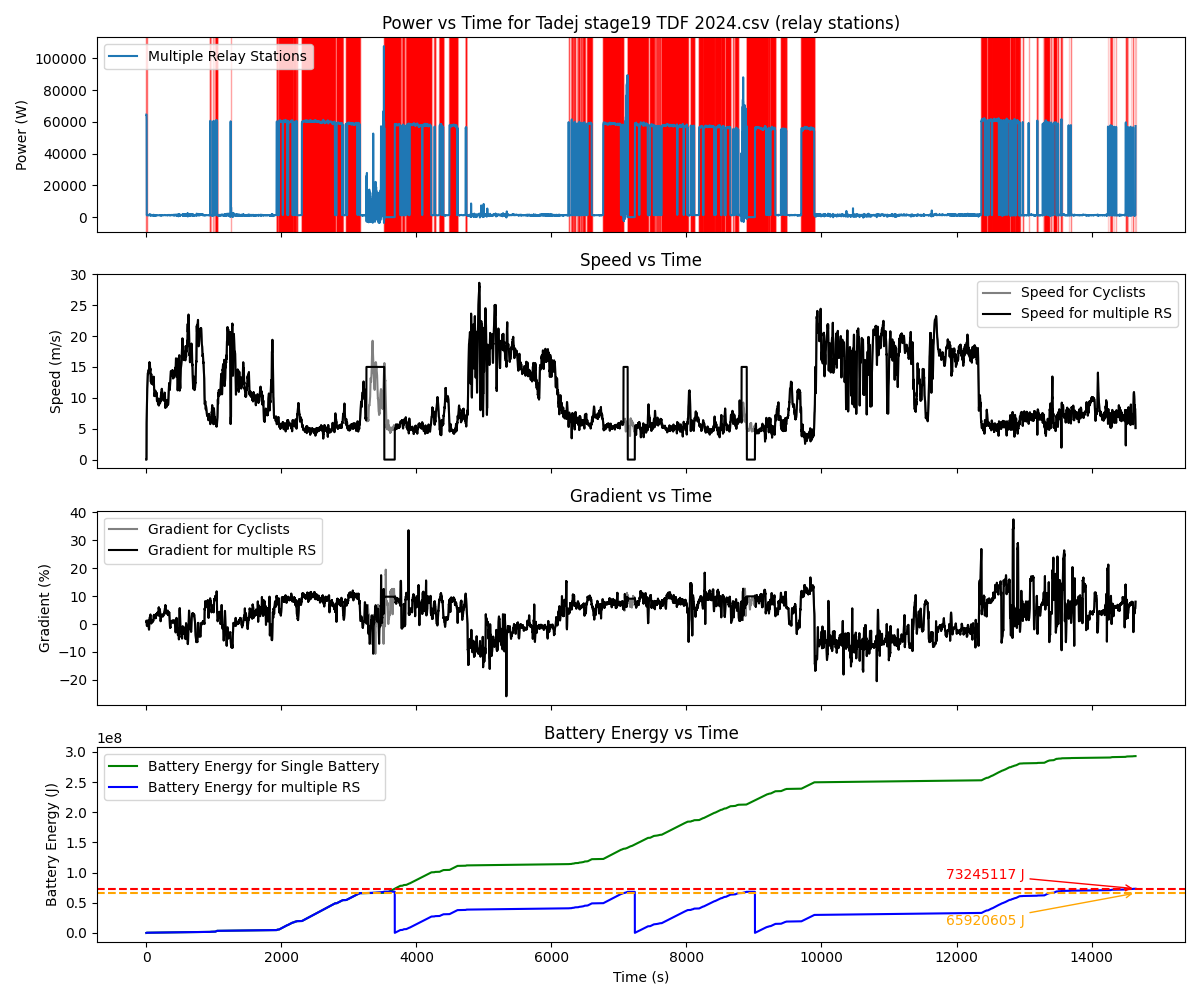 Power vs Time for Tadej stage19 TDF 2024.csv (relay stations)
Multiple Relay Stations
Power (W)
100000
80000
60000
40000
20000
0
Speed vs Time
Speed for Cyclists
Speed for multiple RS
Speed (m/s)
30
25
20
15
10
5
0
Gradient vs Time
Gradient for Cyclists
Gradient for multiple RS
Gradient (%)
40
30
20
10
0
−10
−20
Battery Energy vs Time
1e8
Battery Energy for Single Battery
Battery Energy for multiple RS
Battery Energy (J)
3.0
2.5
2.0
1.5
1.0
0.5
0.0
73245117 J
65920605 J
0 2000 4000 6000 8000 10000 12000 14000
Time (s)